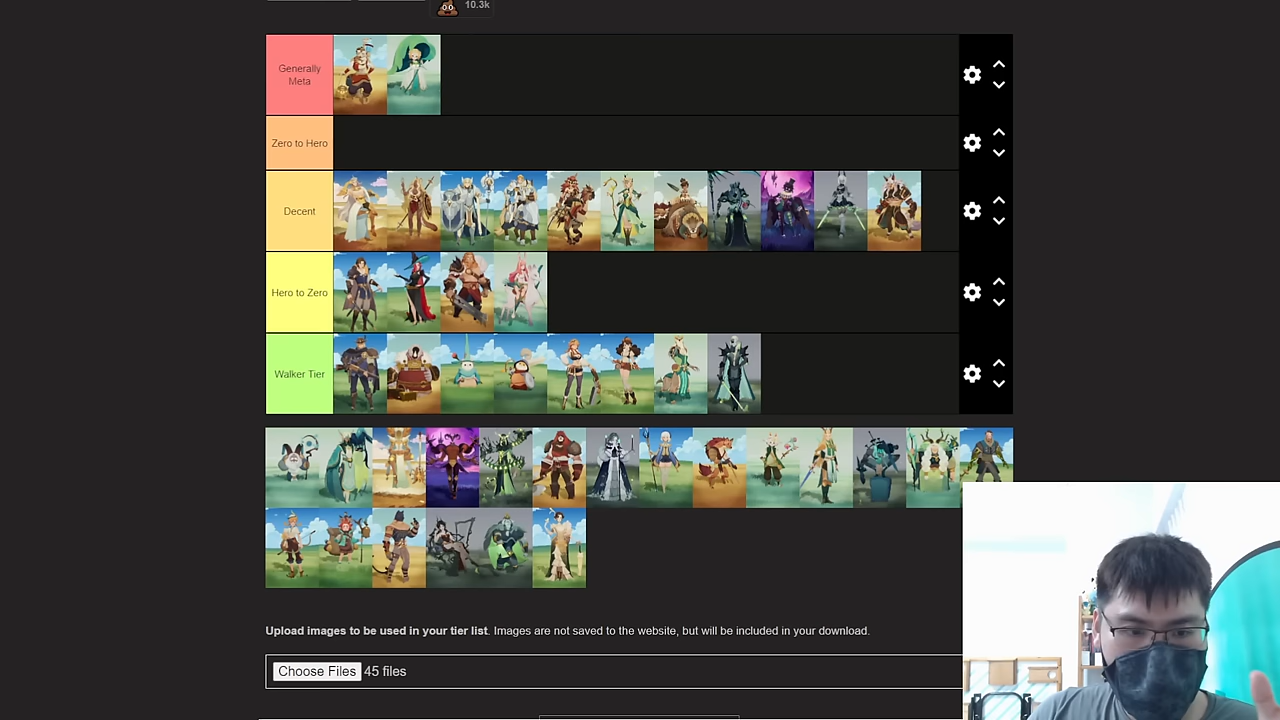 10.3k
Generally
Meta
Zero to Hero
Decent
Hero to Zero
Walker Tier
Upload images to be used in your tier list. Images are not saved to the website, but will be included in your download.
Choose Files 45 files